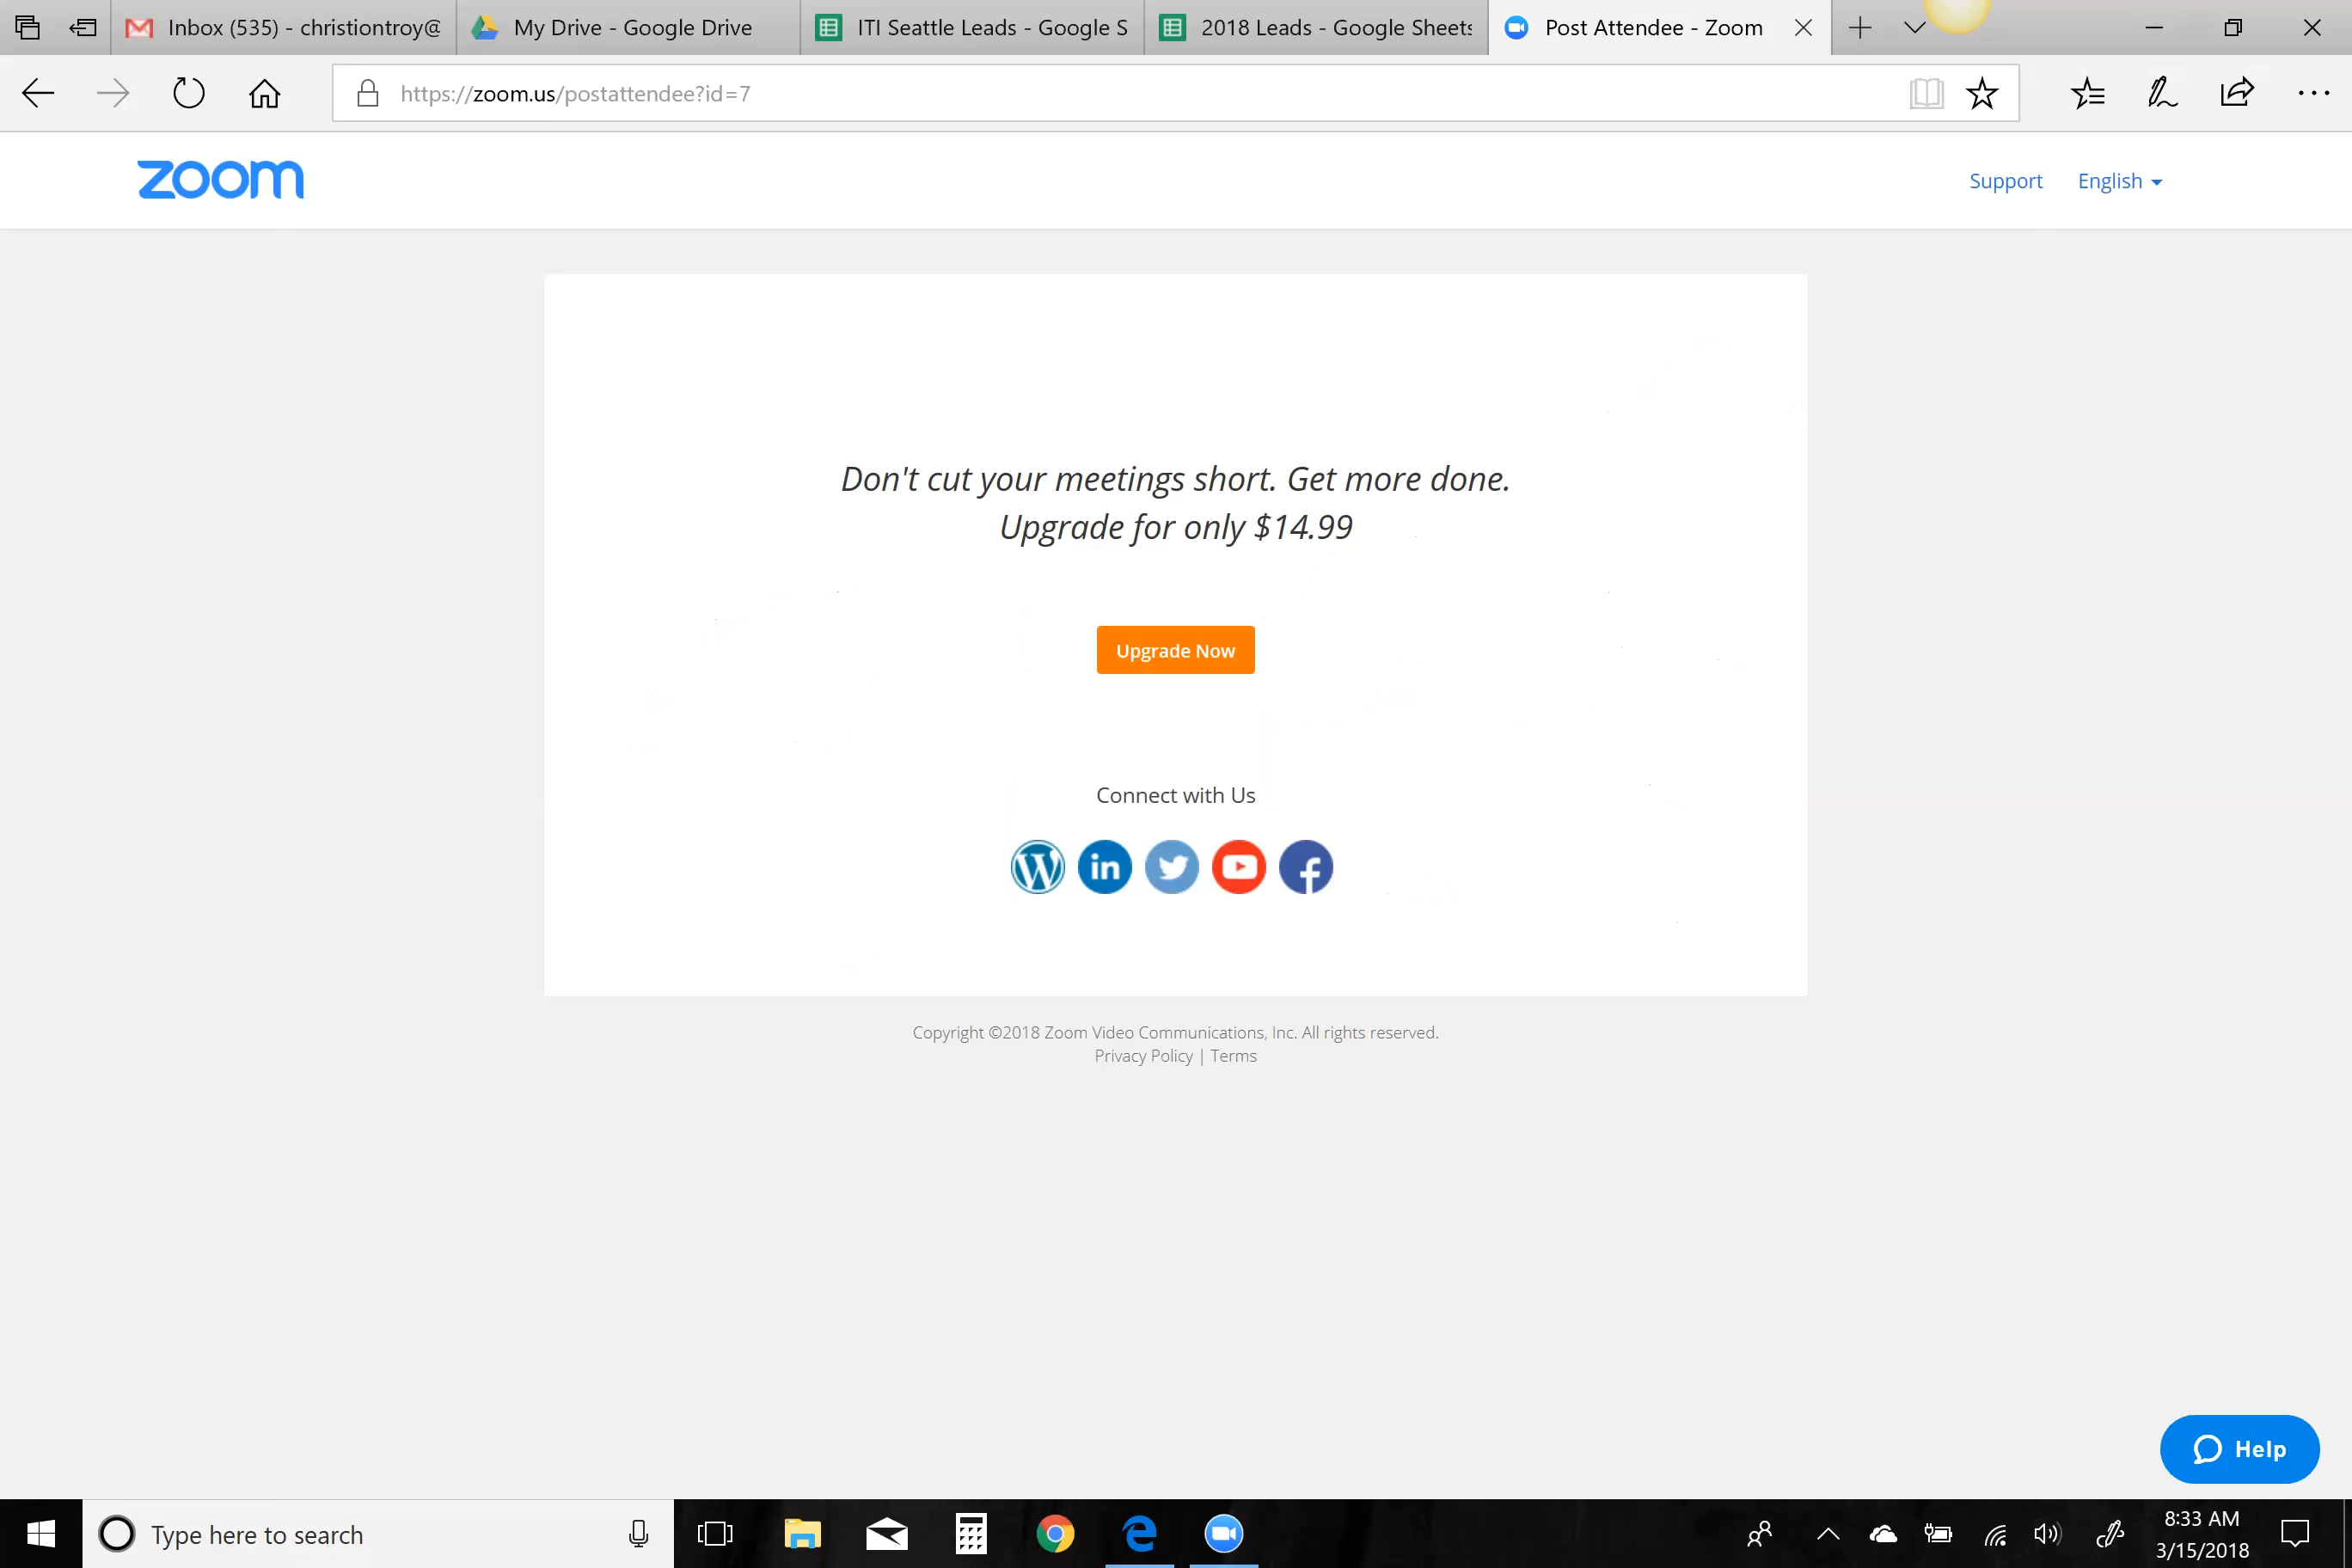 Inbox (535) - christiontroy@
My Drive - Google Drive
ITI Seattle Leads - Google S
2018 Leads - Google Sheets
Post Attendee - Zoom
https://zoom.us/postattendee?id=7
zoom
Support
English
Don't cut your meetings short. Get more done.
Upgrade for only $14.99
Upgrade Now
Connect with Us
Copyright ©2018 Zoom Video Communications, Inc. All rights reserved.
Privacy Policy | Terms
Help
Type here to search
8:33 AM
3/15/2018